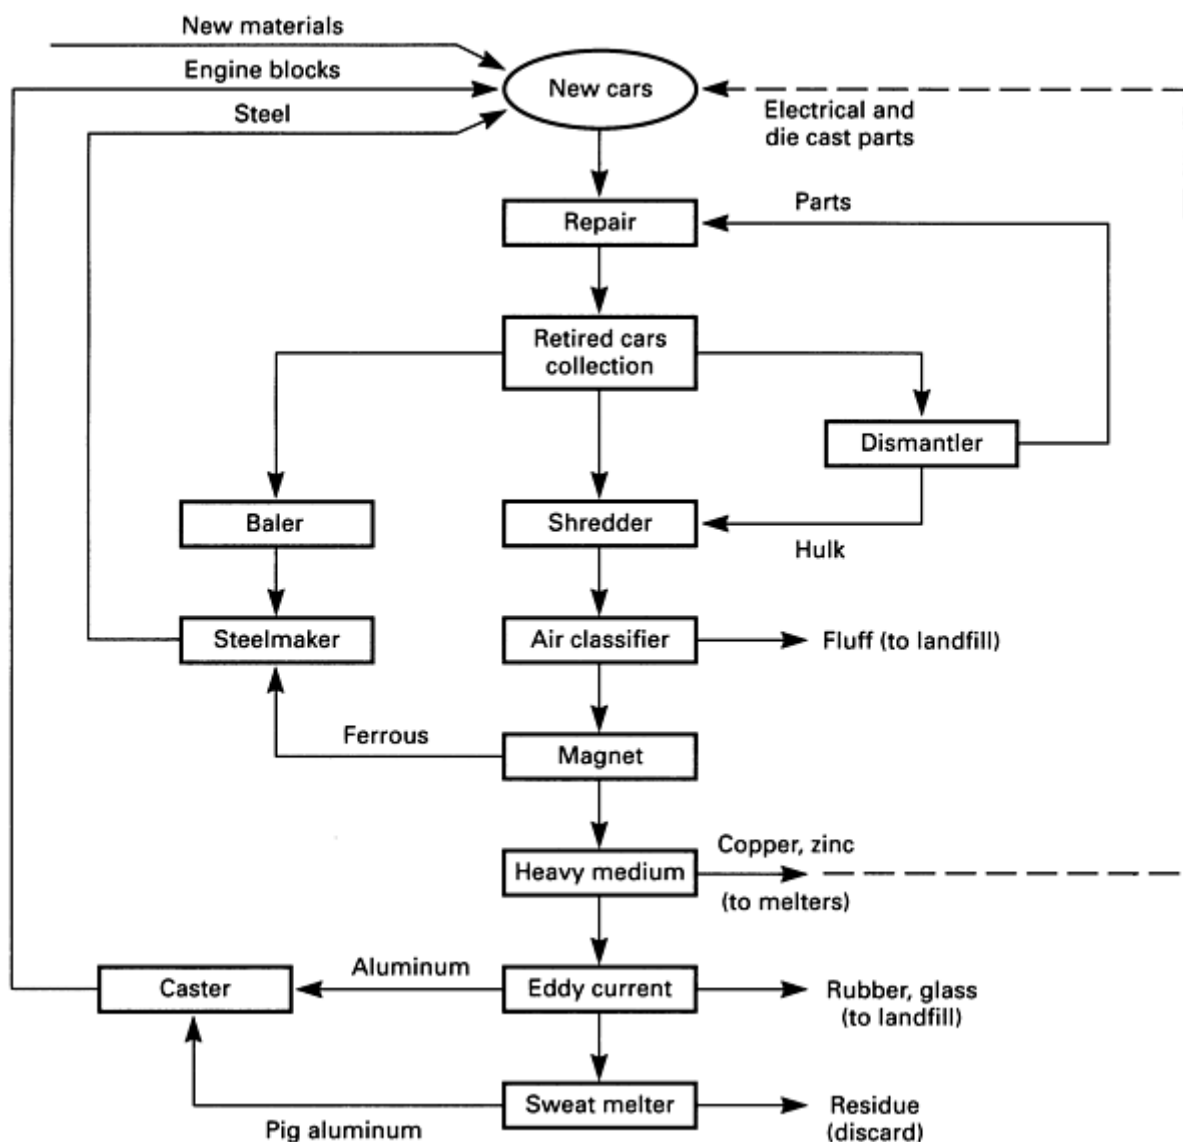 New materials
Engine blocks
New cars
Steel
Electrical and
die cast parts
Parts
Repair
Retired cars
collection
Dismantler
Baler
Shredder
Hulk
Steelmaker
Air classifier
Fluff (to landfill)
Ferrous
Magnet
Copper, zinc
Heavy medium
(to melters)
Aluminum
Caster
Eddy current
Rubber, glass
(to landfill)
Sweat melter
Residue
(discard)
Pig aluminum